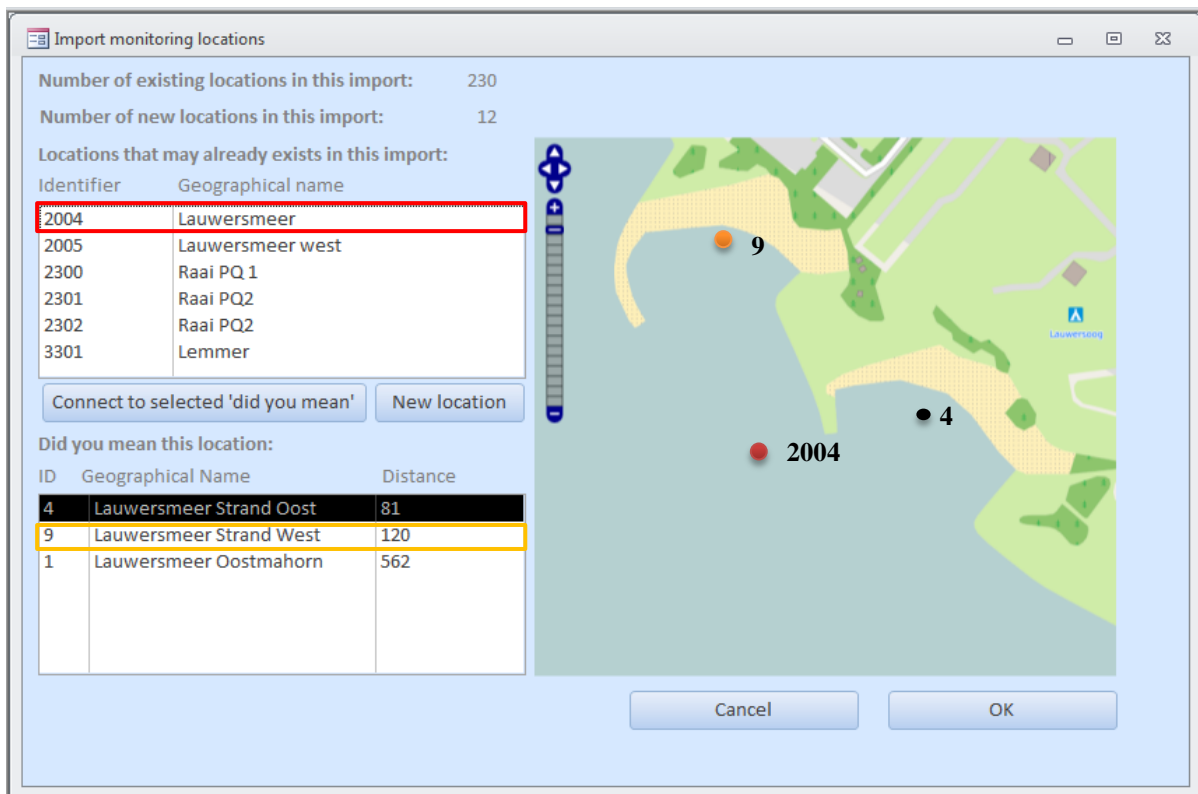 Import monitoring locations
Number of existing locations in this import: 230
Number of new locations in this import: 12
Locations that may already exists in this import:
Identifier Geographical name
2004 Lauwersmeer
2005 Lauwersmeer west
2300 Raai PQ 1
2301 Raai PQ2
2302 Raai PQ2
3301 Lemmer
Connect to selected 'did you mean' New location
Did you mean this location:
ID Geographical Name Distance
4 Lauwersmeer Strand Oost 81
9 Lauwersmeer Strand West 120
1 Lauwersmeer Oostmahorn 562
9
Lauwersoog
4
2004
Cancel OK